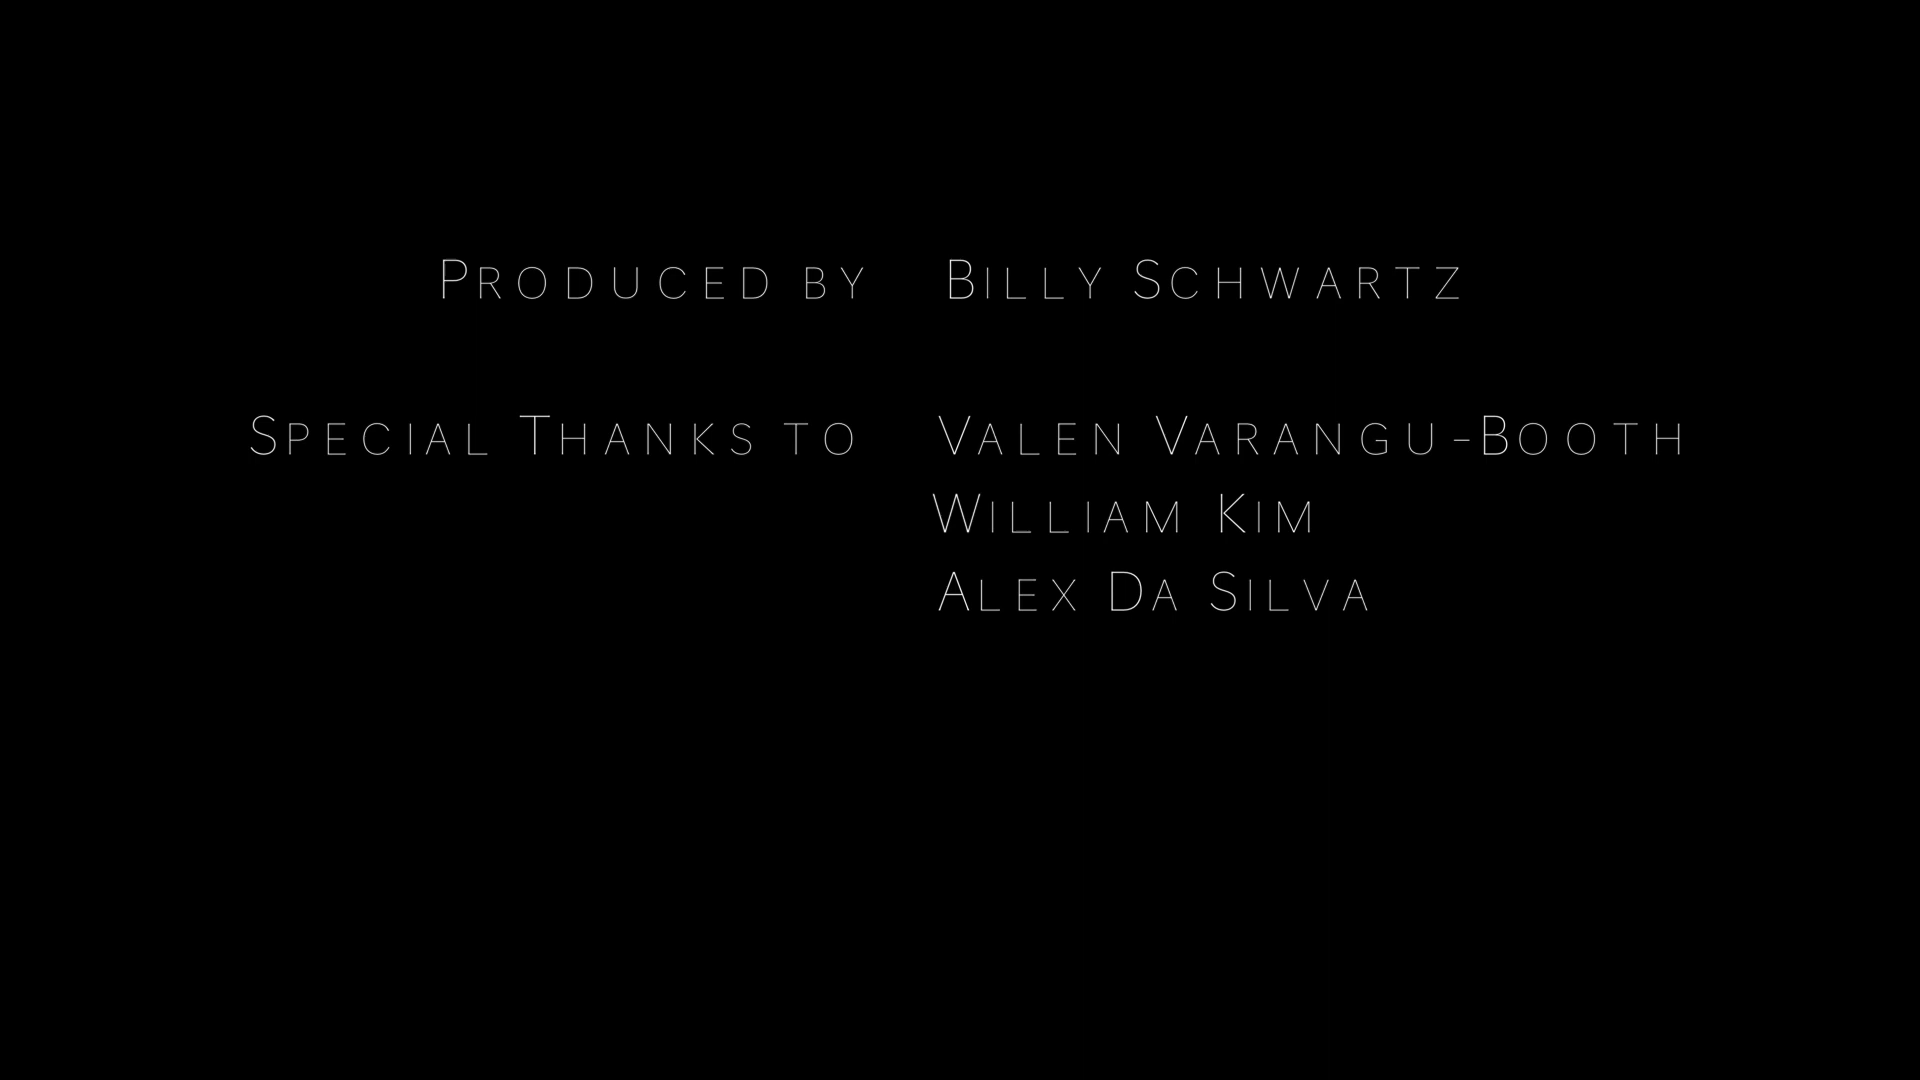 Produced by Billy Schwartz
Special Thanks to Valen Varangu-Booth
William Kim
Alex Da Silva